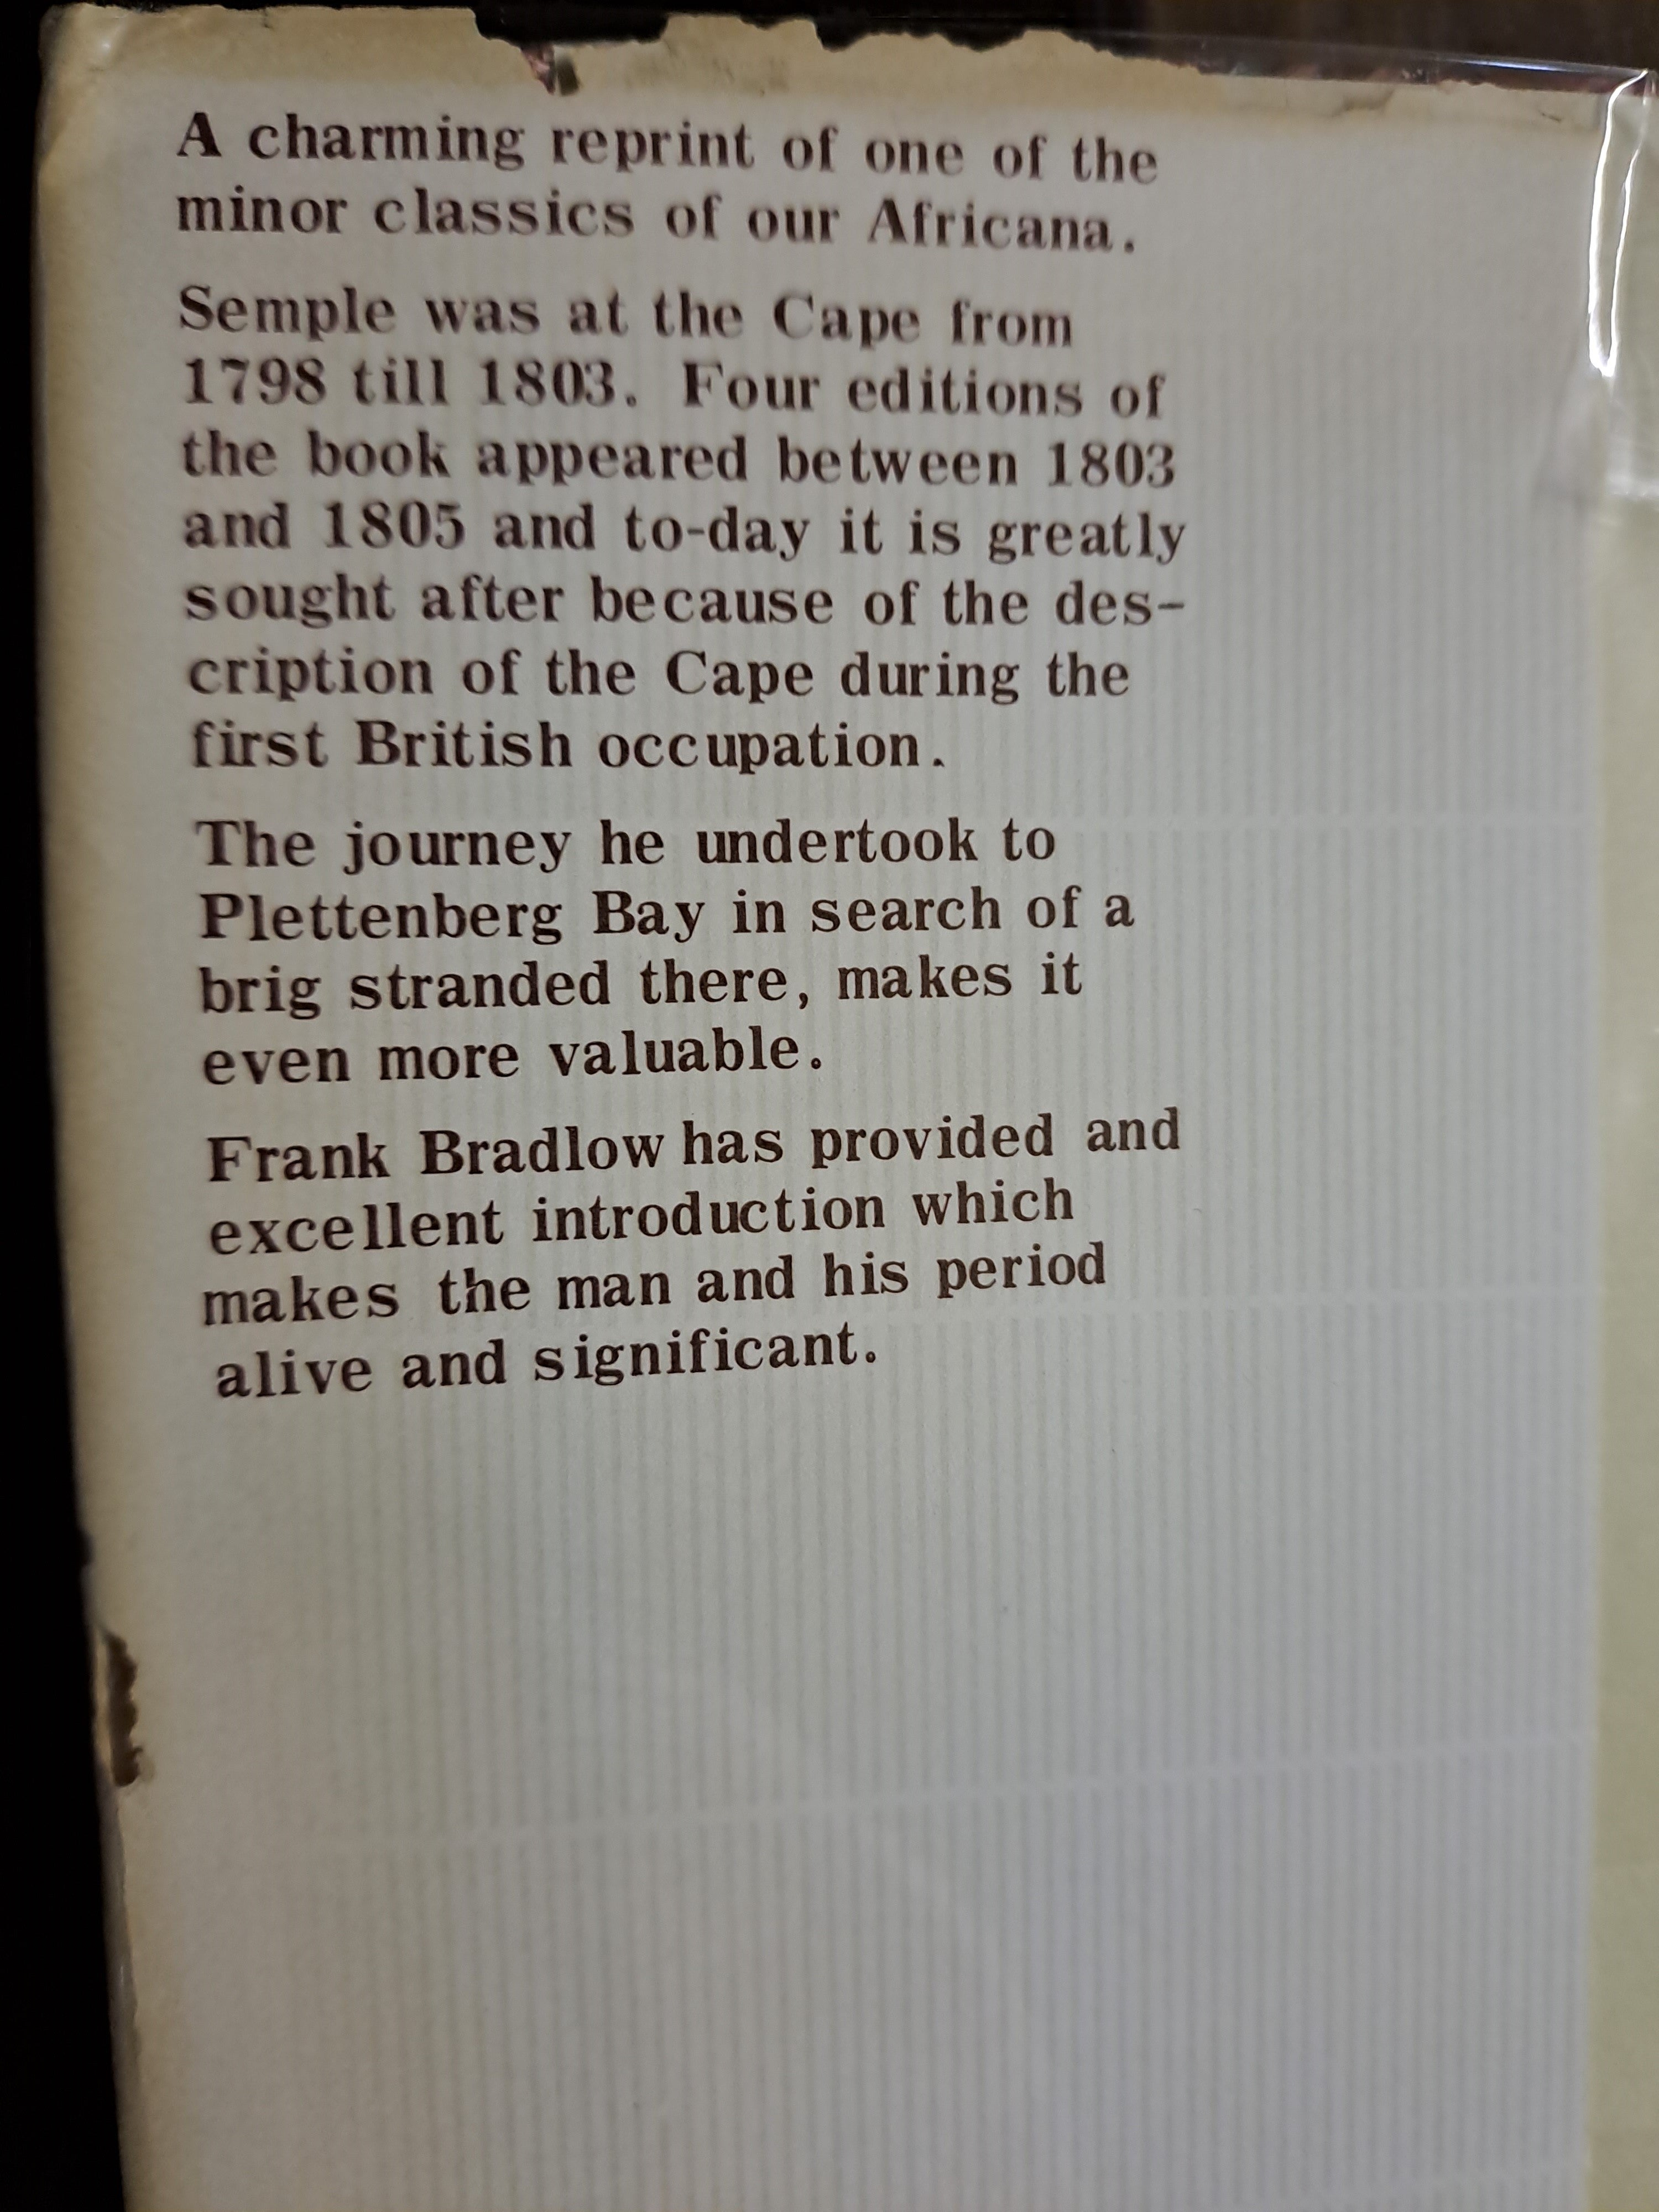 A charming reprint of one of the
minor classics of our Africana.
Semple was at the Cape from
1798 till 1803. Four editions of
the book appeared between 1803
and 1805 and to-day it is greatly
sought after because of the des-
cription of the Cape during the
first British occupation.
The journey he undertook to
Plettenberg Bay in search of a
brig stranded there, makes it
even more valuable.
Frank Bradlow has provided and
excellent introduction which
makes the man and his period
alive and significant.